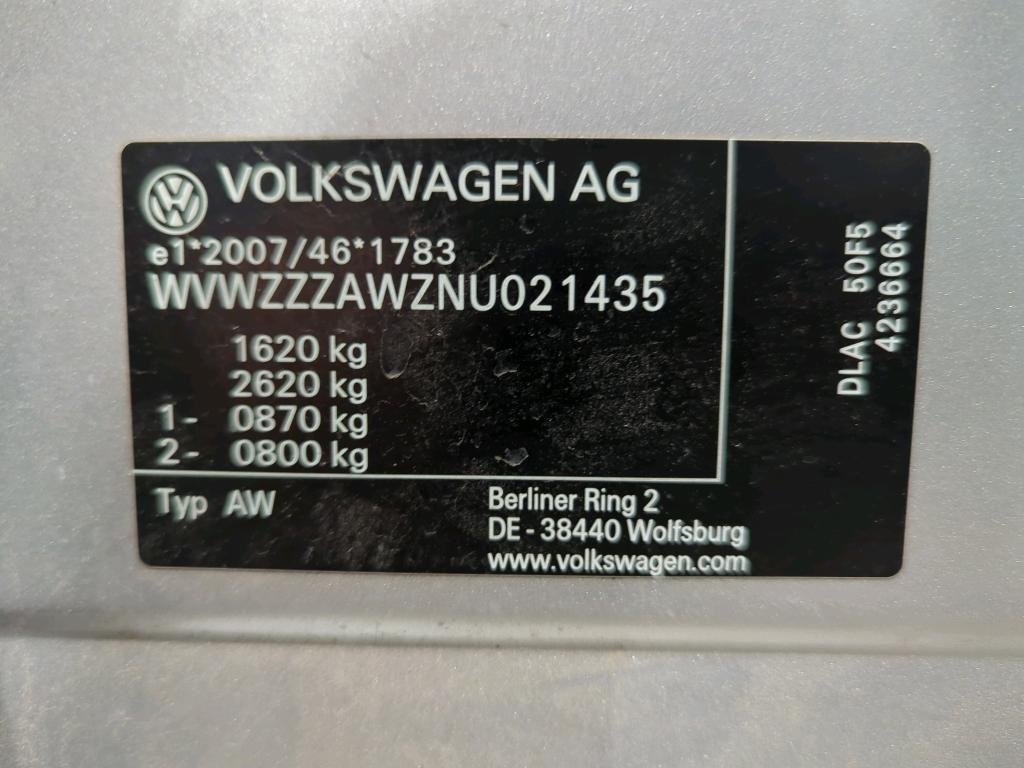 VOLKSWAGEN AG
e1*2007/46*1783
WVWZZZAWZNU021435
1620 kg
2620 kg
1- 0870 kg
2- 0800 kg
Typ AW
Berliner Ring 2
DE - 38440 Wolfsburg
www.volkswagen.com
DLAC 50F5
4236664